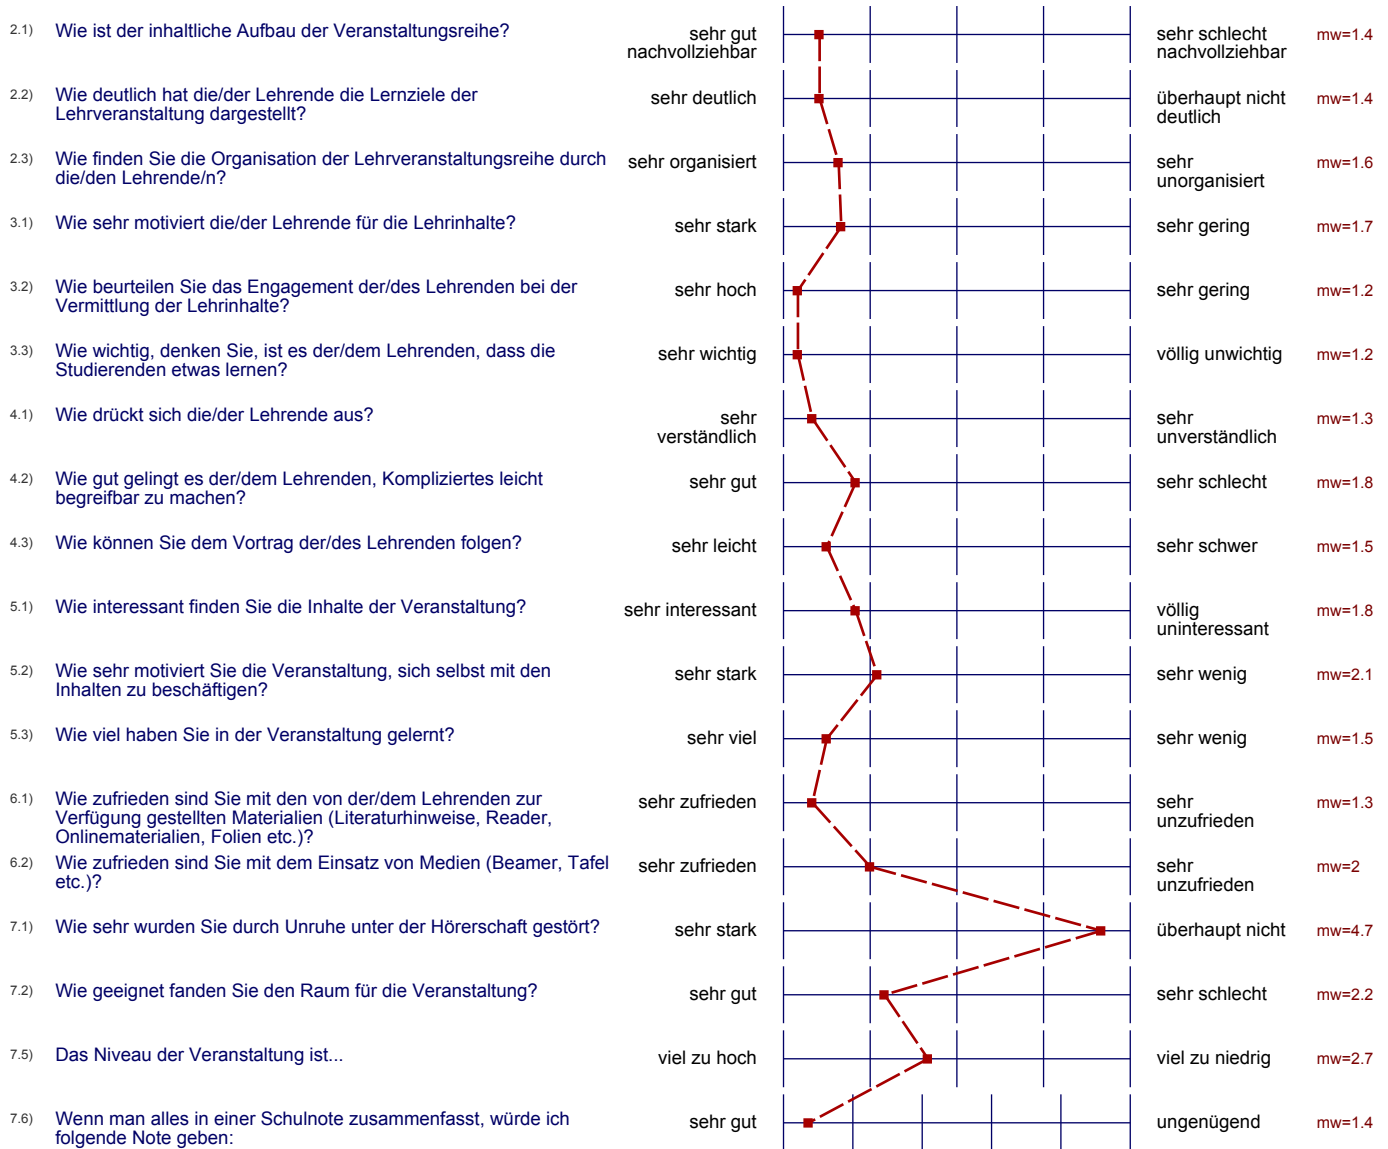 2.1) Wie ist der inhaltliche Aufbau der Veranstaltungsreihe? sehr gut sehr schlecht mw=1.4
nachvollziehbar nachvollziehbar
2.2) Wie deutlich hat die/der Lehrende die Lernziele der sehr deutlich überhaupt nicht mw=1.4
Lehrveranstaltung dargestellt? deutlich
2.3) Wie finden Sie die Organisation der Lehrveranstaltungsreihe durch sehr organisiert sehr mw=1.6
die/den Lehrende/n? unorganisiert
3.1) Wie sehr motiviert die/der Lehrende für die Lehrinhalte? sehr stark sehr gering mw=1.7
3.2) Wie beurteilen Sie das Engagement der/des Lehrenden bei der sehr hoch sehr gering mw=1.2
Vermittlung der Lehrinhalte?
3.3) Wie wichtig, denken Sie, ist es der/dem Lehrenden, dass die sehr wichtig völlig unwichtig mw=1.2
Studierenden etwas lernen?
4.1) Wie drückt sich die/der Lehrende aus? sehr sehr mw=1.3
verständlich unverständlich
4.2) Wie gut gelingt es der/dem Lehrenden, Kompliziertes leicht sehr gut sehr schlecht mw=1.8
begreifbar zu machen?
4.3) Wie können Sie dem Vortrag der/des Lehrenden folgen? sehr leicht sehr schwer mw=1.5
5.1) Wie interessant finden Sie die Inhalte der Veranstaltung? sehr interessant völlig mw=1.8
uninteressant
5.2) Wie sehr motiviert Sie die Veranstaltung, sich selbst mit den sehr stark sehr wenig mw=2.1
Inhalten zu beschäftigen?
5.3) Wie viel haben Sie in der Veranstaltung gelernt? sehr viel sehr wenig mw=1.5
6.1) Wie zufrieden sind Sie mit den von der/dem Lehrenden zur sehr zufrieden sehr mw=1.3
Verfügung gestellten Materialien (Literaturhinweise, Reader, unzufrieden
Onlinematerialien, Folien etc.)?
6.2) Wie zufrieden sind Sie mit dem Einsatz von Medien (Beamer, Tafel sehr zufrieden sehr mw=2
etc.)? unzufrieden
7.1) Wie sehr wurden Sie durch Unruhe unter der Hörerschaft gestört? sehr stark überhaupt nicht mw=4.7
7.2) Wie geeignet fanden Sie den Raum für die Veranstaltung? sehr gut sehr schlecht mw=2.2
7.5) Das Niveau der Veranstaltung ist... viel zu hoch viel zu niedrig mw=2.7
7.6) Wenn man alles in einer Schulnote zusammenfasst, würde ich sehr gut ungenügend mw=1.4
folgende Note geben: